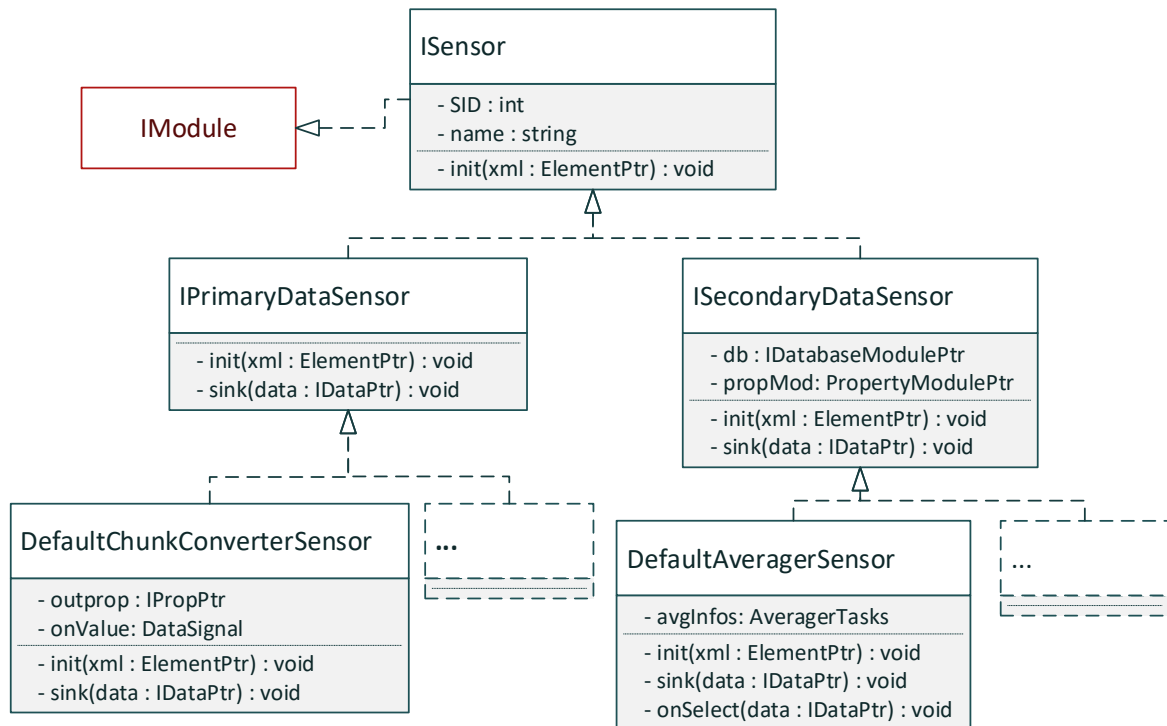 ISensor
- SID : int
- name : string
- init(xml : ElementPtr) : void
IModule
IPrimaryDataSensor
- init(xml : ElementPtr) : void
- sink(data : IDataPtr) : void
ISecondaryDataSensor
- db : IDatabaseModulePtr
- propMod: PropertyModulePtr
- init(xml : ElementPtr) : void
- sink(data : IDataPtr) : void
DefaultChunkConverterSensor
- outprop : IPropPtr
- onValue: DataSignal
- init(xml : ElementPtr) : void
- sink(data : IDataPtr) : void
...
DefaultAveragerSensor
- avgInfos: AveragerTasks
- init(xml : ElementPtr) : void
- sink(data : IDataPtr) : void
- onSelect(data : IDataPtr) : void
...